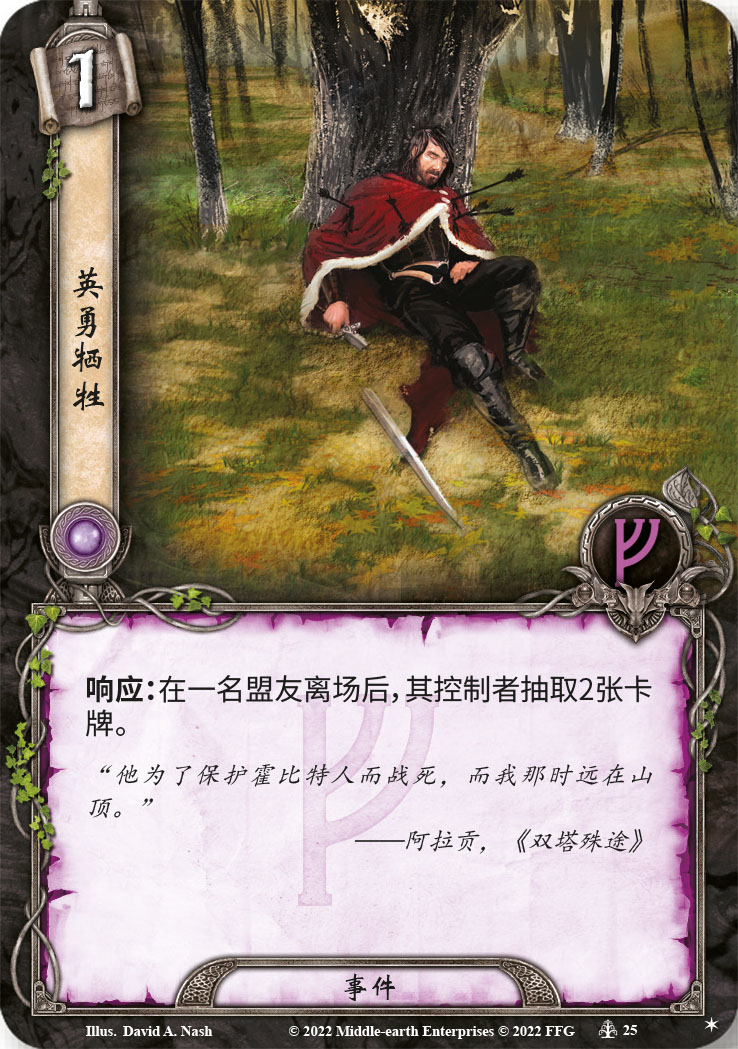 1
英勇牺牲
响应：在一名盟友离场后，其控制者抽取2张卡
牌。
“他为了保护霍比特人而战死，而我那时远在山
顶。”
——阿拉贡，《双塔殊途》
事件
Illus. David A. Nash © 2022 Middle-earth Enterprises © 2022 FFG 25